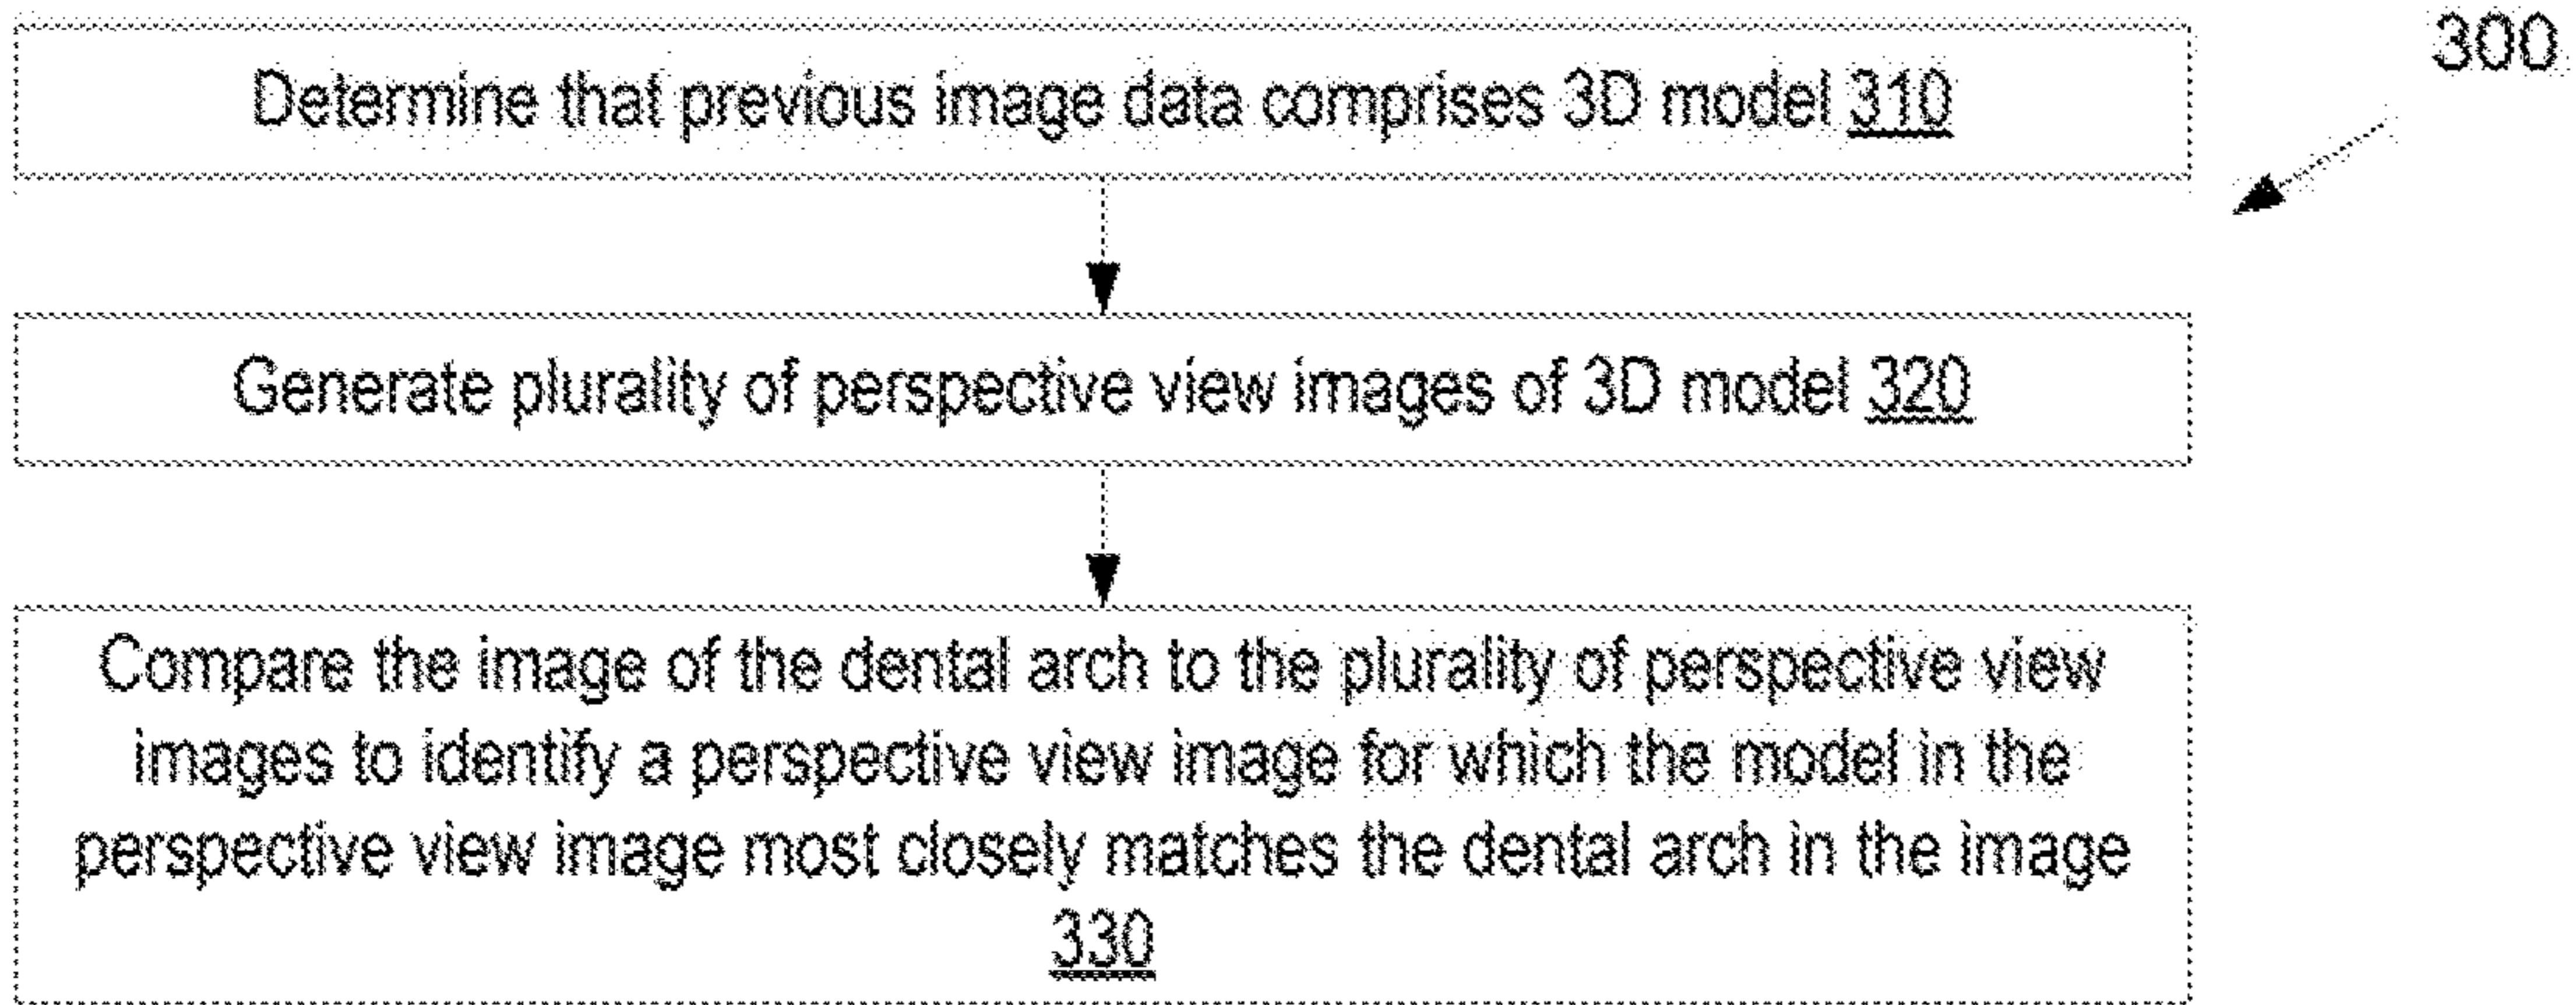 300
Determine that previous image data comprises 3D model 310
Generate plurality of perspective view images of 3D model 320
Compare the image of the dental arch to the plurality of perspective view
images to identify a perspective view image for which the model in the
perspective view image most closely matches the dental arch in the image
330